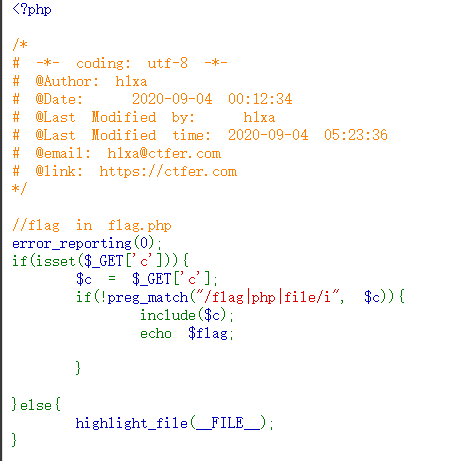 <?php
/*
# -*- coding: utf-8 -*-
# @Author: h1xa
# @Date: 2020-09-04 00:12:34
# @Last Modified by: h1xa
# @Last Modified time: 2020-09-04 05:23:36
# @email: h1xa@ctfer.com
# @link: https://ctfer.com
*/
//flag in flag.php
error_reporting(0);
if(isset($_GET['c'])){
$c = $_GET['c'];
if(!preg_match("/flag|php|file/i", $c)){
include($c);
echo $flag;
}
}else{
highlight_file(__FILE__);
}